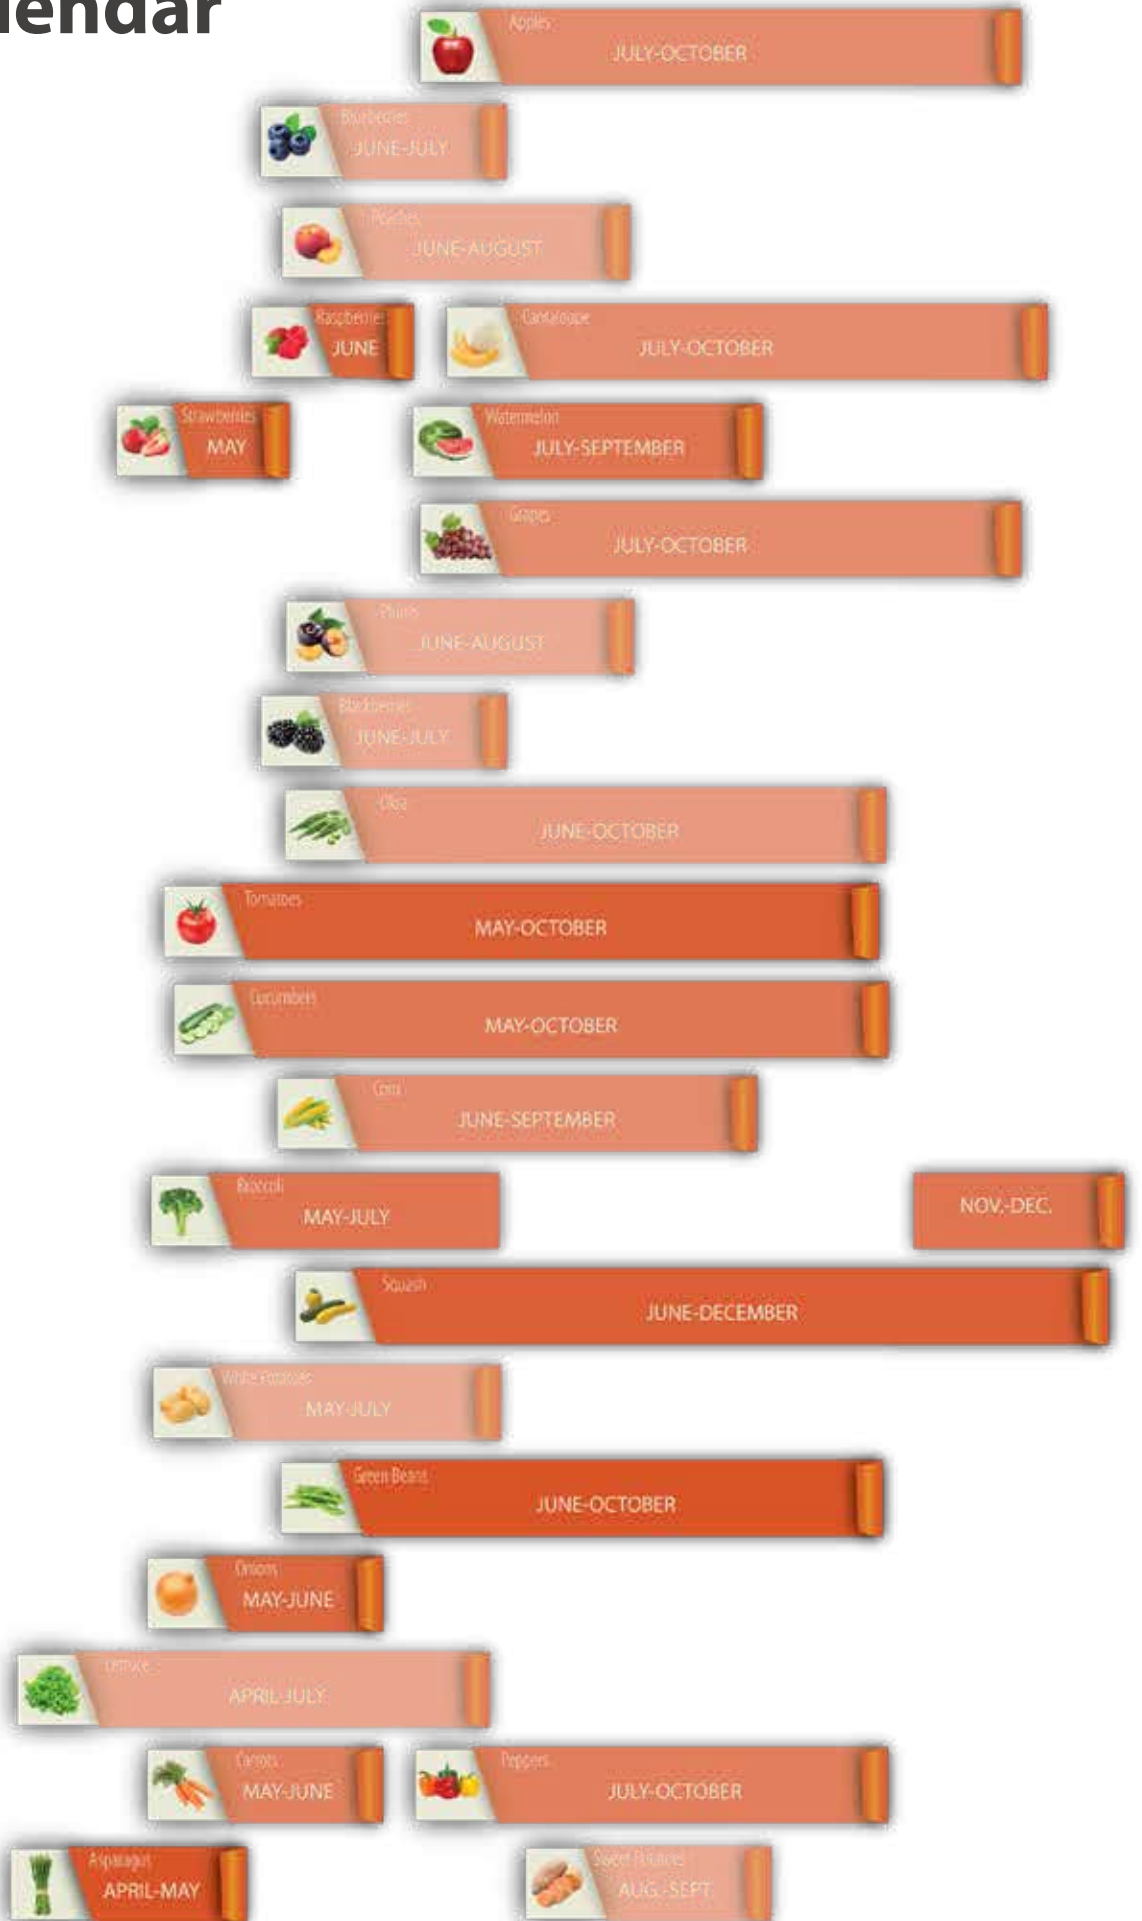 lendar
Apples
JULY-OCTOBER
Blueberries
JUNE-JULY
Peaches
JUNE-AUGUST
Raspberries
JUNE
Cantaloupe
JULY-OCTOBER
Strawberries
MAY
Watermelon
JULY-SEPTEMBER
Grapes
JULY-OCTOBER
Plums
JUNE-AUGUST
Blackberries
JUNE-JULY
Okra
JUNE-OCTOBER
Tomatoes
MAY-OCTOBER
Cucumbers
MAY-OCTOBER
Corn
JUNE-SEPTEMBER
Broccoli
MAY-JULY
NOV.-DEC.
Squash
JUNE-DECEMBER
White Potatoes
MAY-JULY
Green Beans
JUNE-OCTOBER
Onions
MAY-JUNE
Lettuce
APRIL-JULY
Carrots
MAY-JUNE
Peppers
JULY-OCTOBER
Asparagus
APRIL-MAY
Sweet Potatoes
AUG.-SEPT.